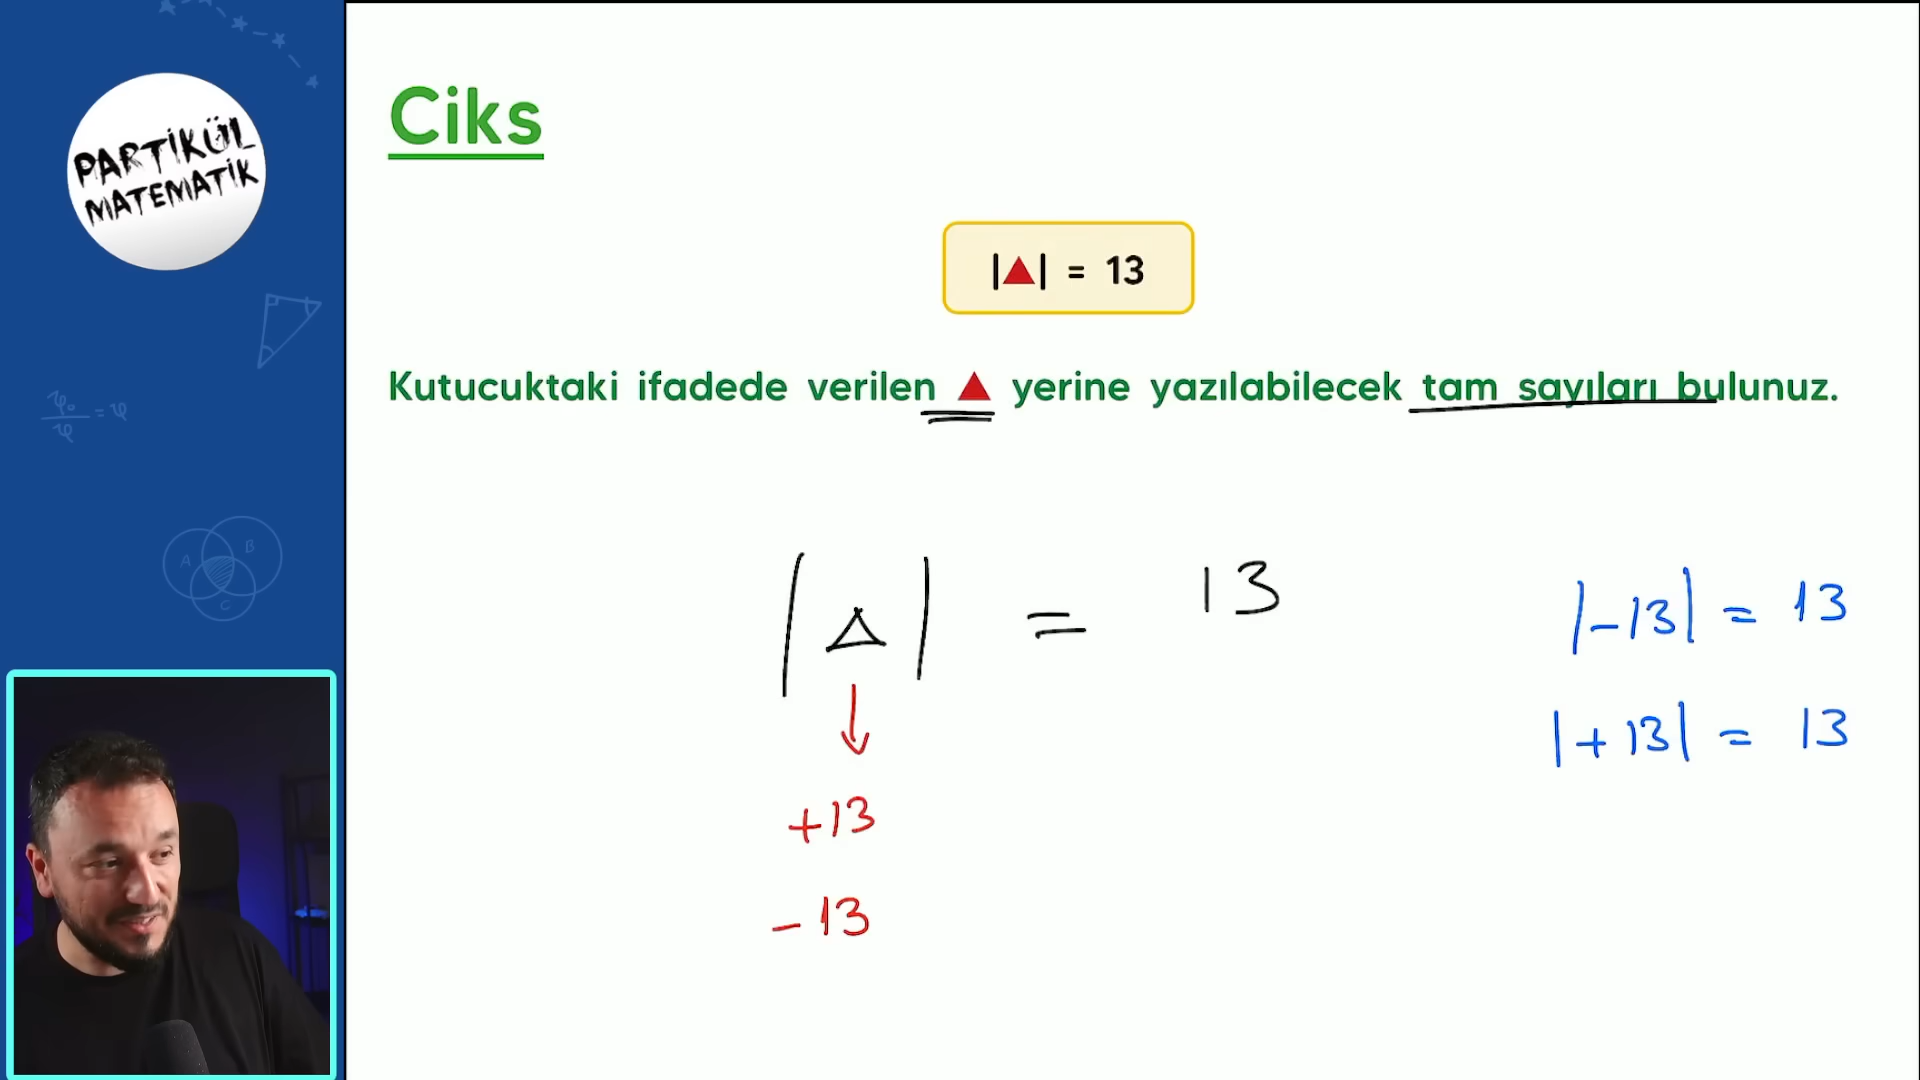 PARTİKÜL
MATEMATİK
Ciks
|▲| = 13
Kutucuktaki ifadede verilen ▲ yerine yazılabilecek tam sayıları bulunuz.
|△| = 13
+13
-13
|-13| = 13
|+13| = 13
A
B
C